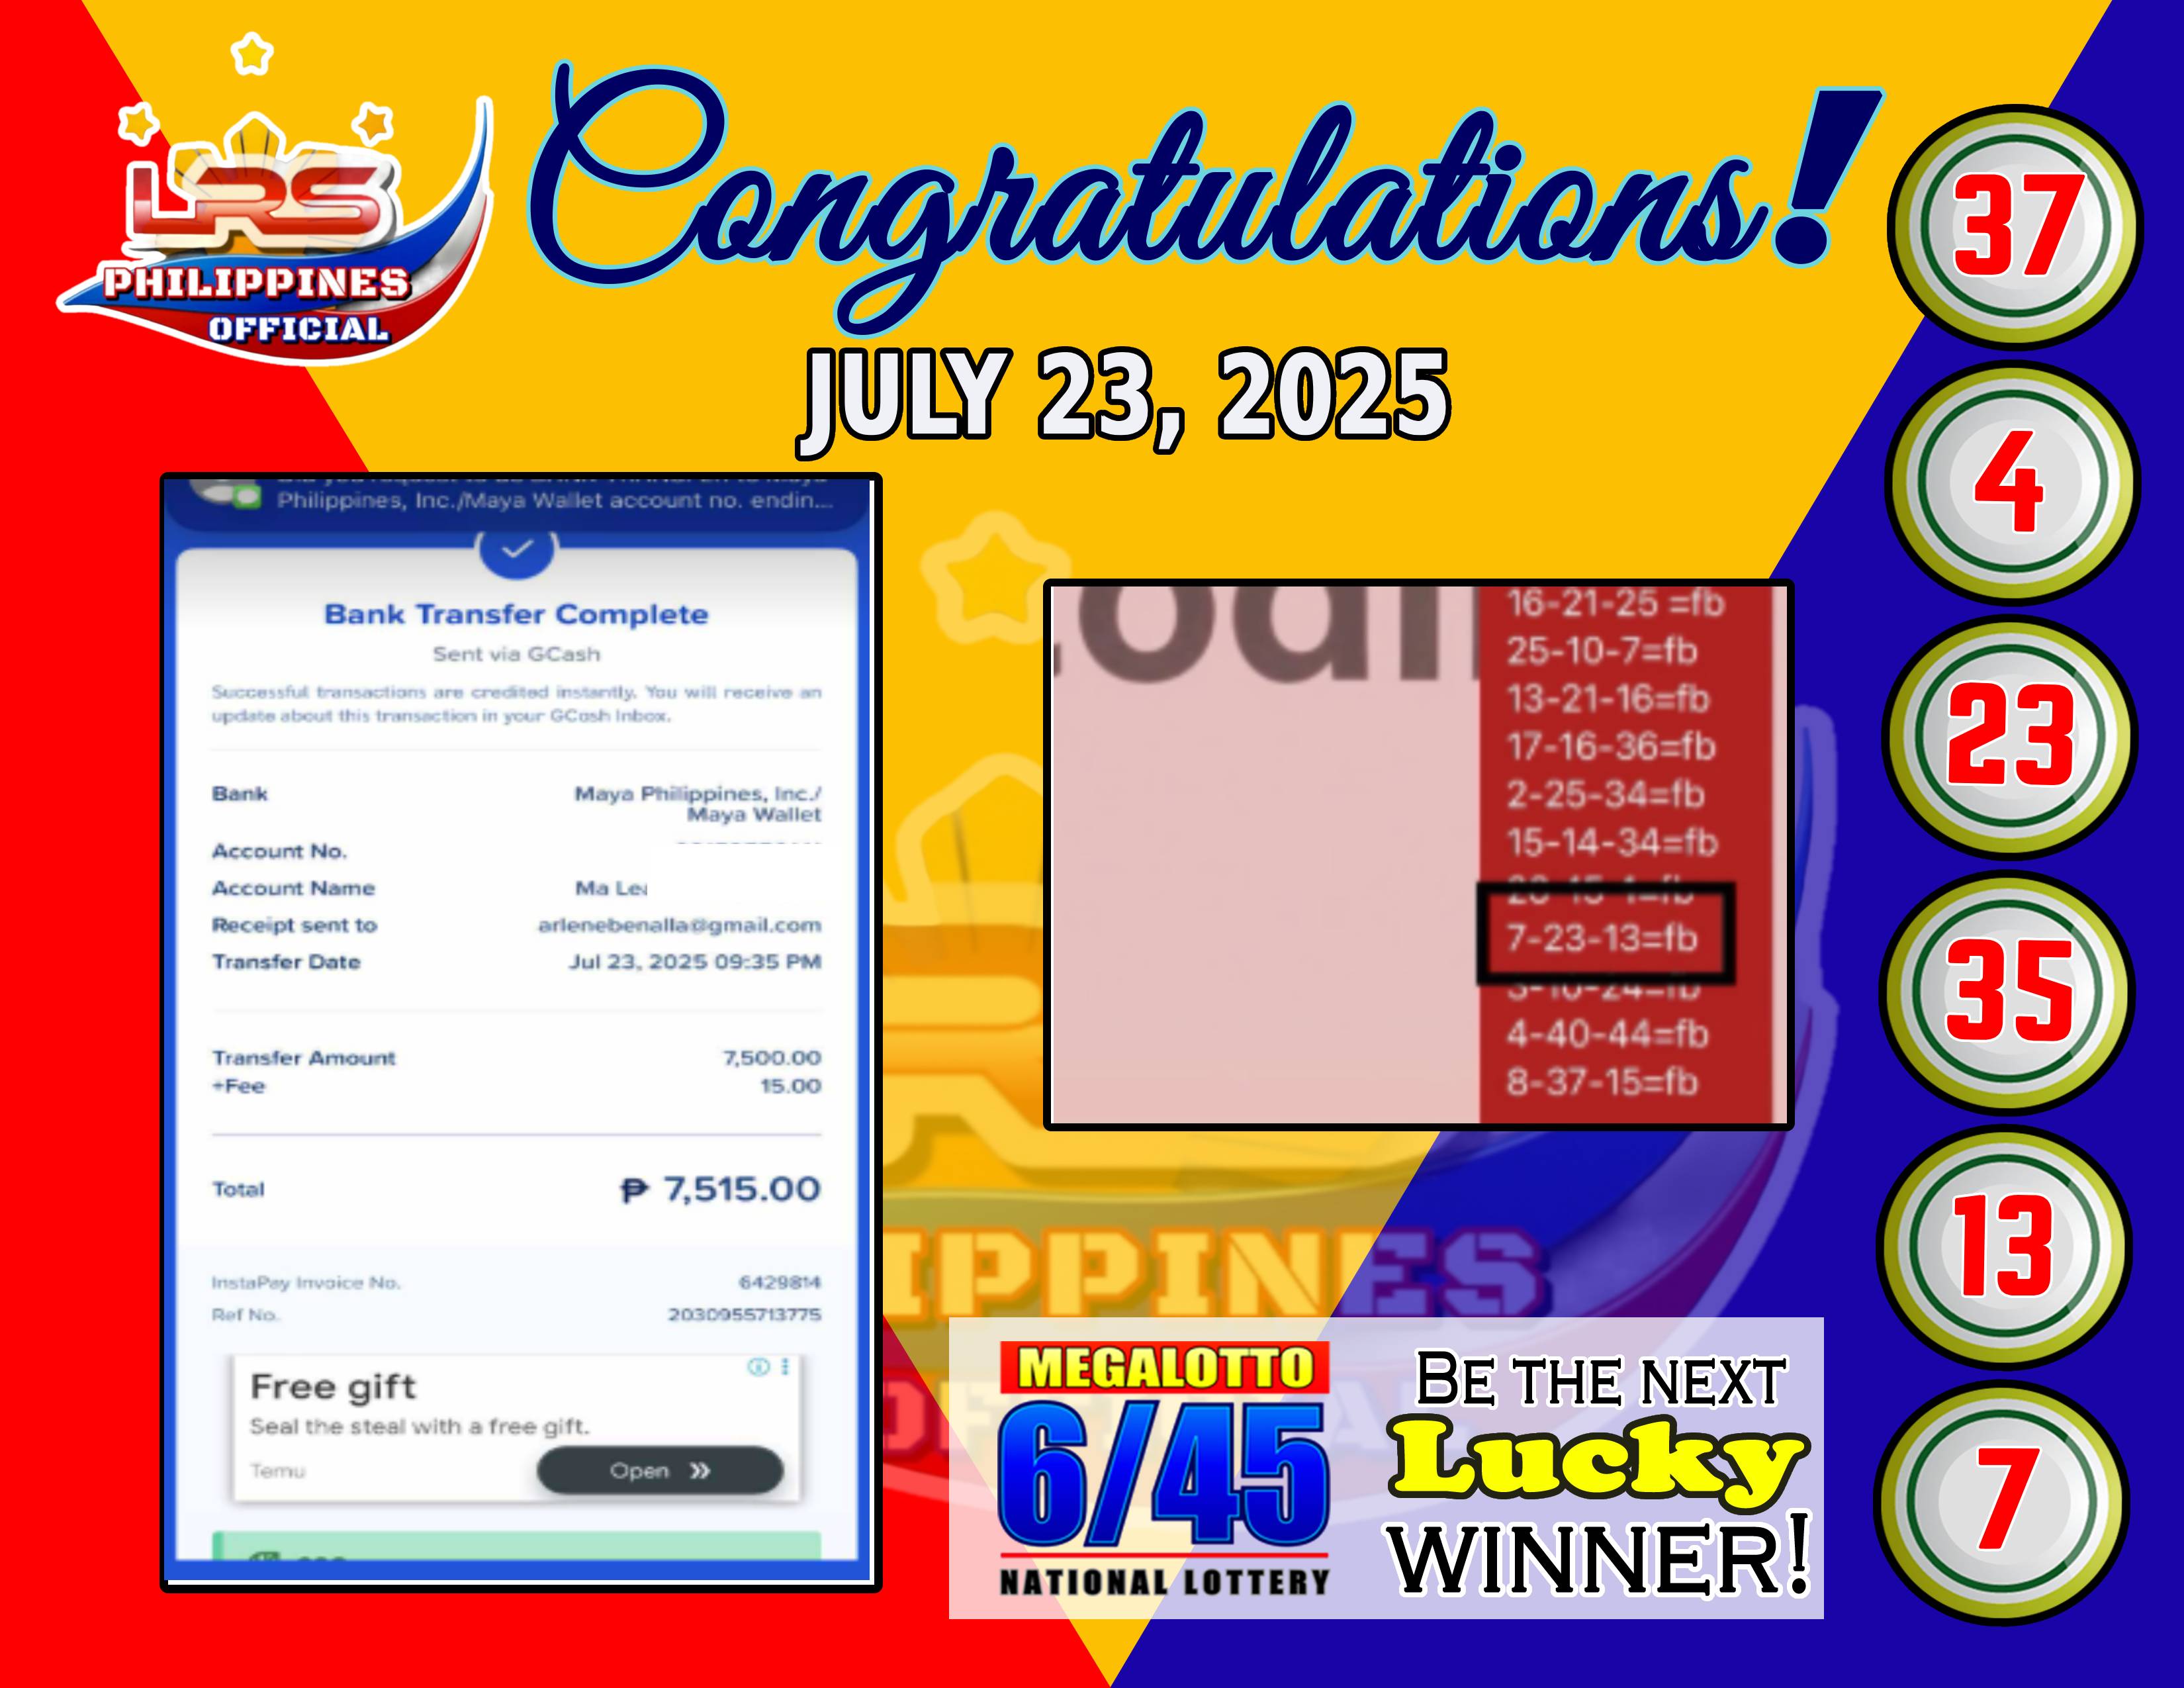 LRS
PHILIPPINES
OFFICIAL
Congratulations!
JULY 23, 2025
Philippines, Inc./Maya Wallet account no. endin...
Bank Transfer Complete
Sent via GCash
Successful transactions are credited instantly. You will receive an
update about this transaction in your GCash Inbox.
Bank Maya Philippines, Inc./
Maya Wallet
Account No.
Account Name Ma Lea
Receipt sent to arlenebenalla@gmail.com
Transfer Date Jul 23, 2025 09:35 PM
Transfer Amount 7,500.00
+Fee 15.00
Total ₱ 7,515.00
InstaPay Invoice No. 6429814
Ref No. 2030955713775
Free gift
Seal the steal with a free gift.
Temu Open »
16-21-25 =fb
25-10-7=fb
13-21-16=fb
17-16-36=fb
2-25-34=fb
15-14-34=fb
7-23-13=fb
3-10-24=fb
4-40-44=fb
8-37-15=fb
MEGALOTTO
6/45
NATIONAL LOTTERY
BE THE NEXT
Lucky
WINNER!
37
4
23
35
13
7